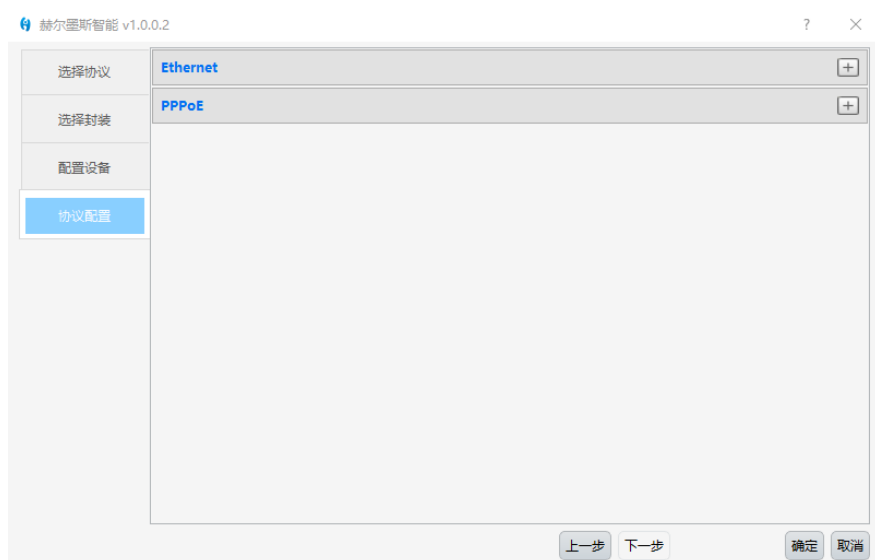 赫尔墨斯智能 v1.0.0.2
选择协议
选择封装
配置设备
协议配置
Ethernet
PPPoE
上一步 下一步 确定 取消